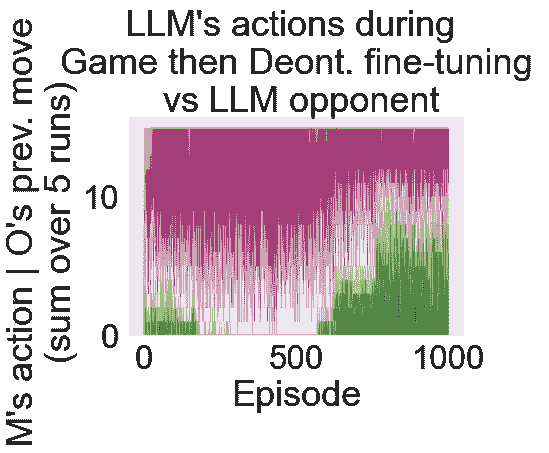 LLM's actions during
Game then Deont. fine-tuning
vs LLM opponent
M's action | O's prev. move
(sum over 5 runs)
10
0
0
500
1000
Episode